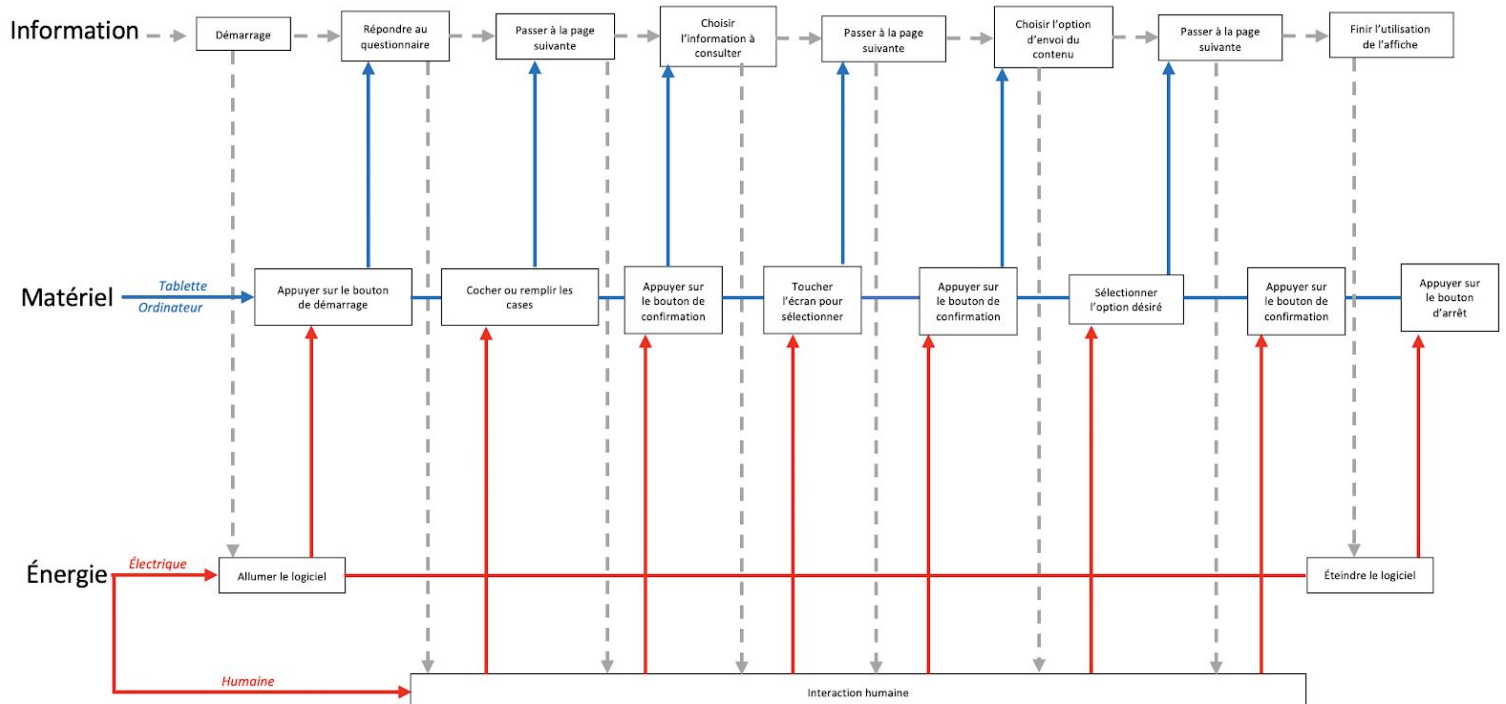 Information
Démarrage
Répondre au
questionnaire
Passer à la page
suivante
Choisir
l'information à
consulter
Passer à la page
suivante
Choisir l'option
d'envoi du
contenu
Passer à la page
suivante
Finir l'utilisation
de l'affiche
Matériel
Tablette
Ordinateur
Appuyer sur le bouton
de démarrage
Cocher ou remplir les
cases
Appuyer sur
le bouton de
confirmation
Toucher
l'écran pour
sélectionner
Appuyer sur
le bouton de
confirmation
Sélectionner
l'option désiré
Appuyer sur
le bouton de
confirmation
Appuyer sur
le bouton
d'arrêt
Énergie
Électrique
Allumer le logiciel
Éteindre le logiciel
Humaine
Interaction humaine